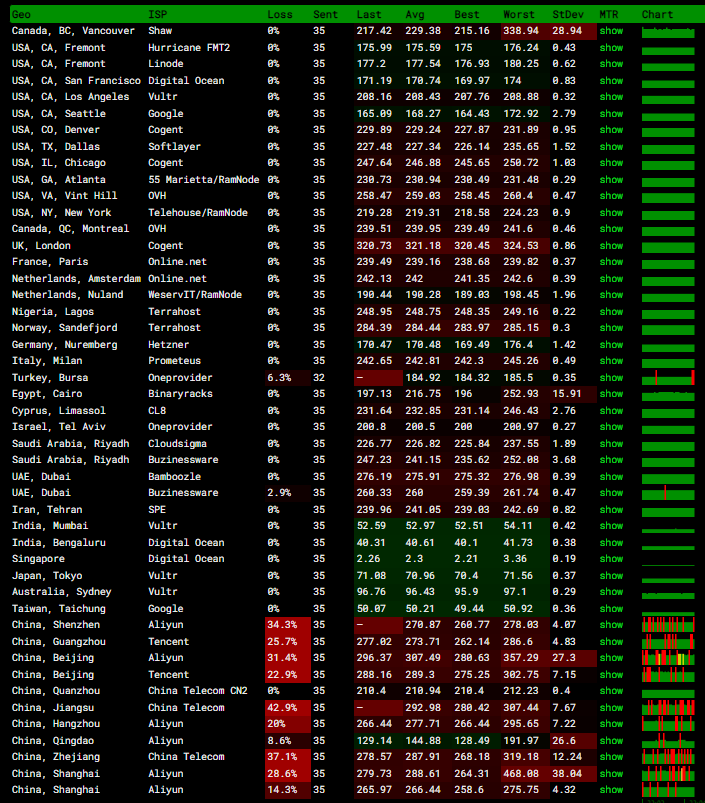 Geo ISP Loss Sent Last Avg Best Worst StDev MTR Chart
Canada, BC, Vancouver Shaw 0% 35 217.42 229.38 215.16 338.94 28.94 show
USA, CA, Fremont Hurricane FMT2 0% 35 175.99 175.59 175 176.24 0.43 show
USA, CA, Fremont Linode 0% 35 177.2 177.54 176.93 180.25 0.62 show
USA, CA, San Francisco Digital Ocean 0% 35 171.19 170.74 169.97 174 0.83 show
USA, CA, Los Angeles Vultr 0% 35 208.16 208.43 207.76 208.88 0.32 show
USA, CA, Seattle Google 0% 35 165.09 168.27 164.43 172.92 2.79 show
USA, CO, Denver Cogent 0% 35 229.89 229.24 227.87 231.89 0.95 show
USA, TX, Dallas Softlayer 0% 35 227.48 227.34 226.14 235.65 1.52 show
USA, IL, Chicago Cogent 0% 35 247.64 246.88 245.65 250.72 1.03 show
USA, GA, Atlanta 55 Marietta/RamNode 0% 35 230.73 230.94 230.49 231.48 0.29 show
USA, VA, Vint Hill OVH 0% 35 258.47 259.03 258.45 260.4 0.47 show
USA, NY, New York Telehouse/RamNode 0% 35 219.28 219.31 218.58 224.23 0.9 show
Canada, QC, Montreal OVH 0% 35 239.51 239.95 239.49 241.6 0.46 show
UK, London Cogent 0% 35 320.73 321.18 320.45 324.53 0.86 show
France, Paris Online.net 0% 35 239.49 239.16 238.68 239.82 0.37 show
Netherlands, Amsterdam Online.net 0% 35 242.13 242 241.35 242.6 0.39 show
Netherlands, Nuland WeservIT/RamNode 0% 35 190.44 190.28 189.03 198.45 1.96 show
Nigeria, Lagos Terrahost 0% 35 248.95 248.75 248.35 249.16 0.22 show
Norway, Sandefjord Terrahost 0% 35 284.39 284.44 283.97 285.15 0.3 show
Germany, Nuremberg Hetzner 0% 35 170.47 170.48 169.49 176.4 1.42 show
Italy, Milan Prometeus 0% 35 242.65 242.81 242.3 245.26 0.49 show
Turkey, Bursa Oneprovider 6.3% 32 – 184.92 184.32 185.5 0.35 show
Egypt, Cairo Binaryracks 0% 35 197.13 216.75 196 252.93 15.91 show
Cyprus, Limassol CL8 0% 35 231.64 232.85 231.14 246.43 2.76 show
Israel, Tel Aviv Oneprovider 0% 35 200.8 200.5 200 200.97 0.27 show
Saudi Arabia, Riyadh Cloudsigma 0% 35 226.77 226.82 225.84 237.55 1.89 show
Saudi Arabia, Riyadh Buzinessware 0% 35 247.23 241.15 235.62 252.08 3.68 show
UAE, Dubai Bamboozle 0% 35 276.19 275.91 275.32 276.98 0.39 show
UAE, Dubai Buzinessware 2.9% 35 260.33 260 259.39 261.74 0.47 show
Iran, Tehran SPE 0% 35 239.96 241.05 239.03 242.69 0.82 show
India, Mumbai Vultr 0% 35 52.59 52.97 52.51 54.11 0.42 show
India, Bengaluru Digital Ocean 0% 35 40.31 40.61 40.1 41.73 0.38 show
Singapore Digital Ocean 0% 35 2.26 2.3 2.21 3.36 0.19 show
Japan, Tokyo Vultr 0% 35 71.08 70.96 70.4 71.56 0.37 show
Australia, Sydney Vultr 0% 35 96.76 96.43 95.9 97.1 0.29 show
Taiwan, Taichung Google 0% 35 50.07 50.21 49.44 50.92 0.36 show
China, Shenzhen Aliyun 34.3% 35 – 270.87 260.77 278.03 4.07 show
China, Guangzhou Tencent 25.7% 35 277.02 273.71 262.14 286.6 4.83 show
China, Beijing Aliyun 31.4% 35 296.37 307.49 280.63 357.29 27.3 show
China, Beijing Tencent 22.9% 35 288.16 289.3 275.25 302.75 7.15 show
China, Quanzhou China Telecom CN2 0% 35 210.4 210.94 210.4 212.23 0.4 show
China, Jiangsu China Telecom 42.9% 35 – 292.98 280.42 307.44 7.67 show
China, Hangzhou Aliyun 20% 35 266.44 277.71 266.44 295.65 7.22 show
China, Qingdao Aliyun 8.6% 35 129.14 144.88 128.49 191.97 26.6 show
China, Zhejiang China Telecom 37.1% 35 278.57 287.91 268.18 319.18 12.24 show
China, Shanghai Aliyun 28.6% 35 279.73 288.61 264.31 468.08 38.04 show
China, Shanghai Aliyun 14.3% 35 265.97 266.44 258.6 275.75 4.32 show